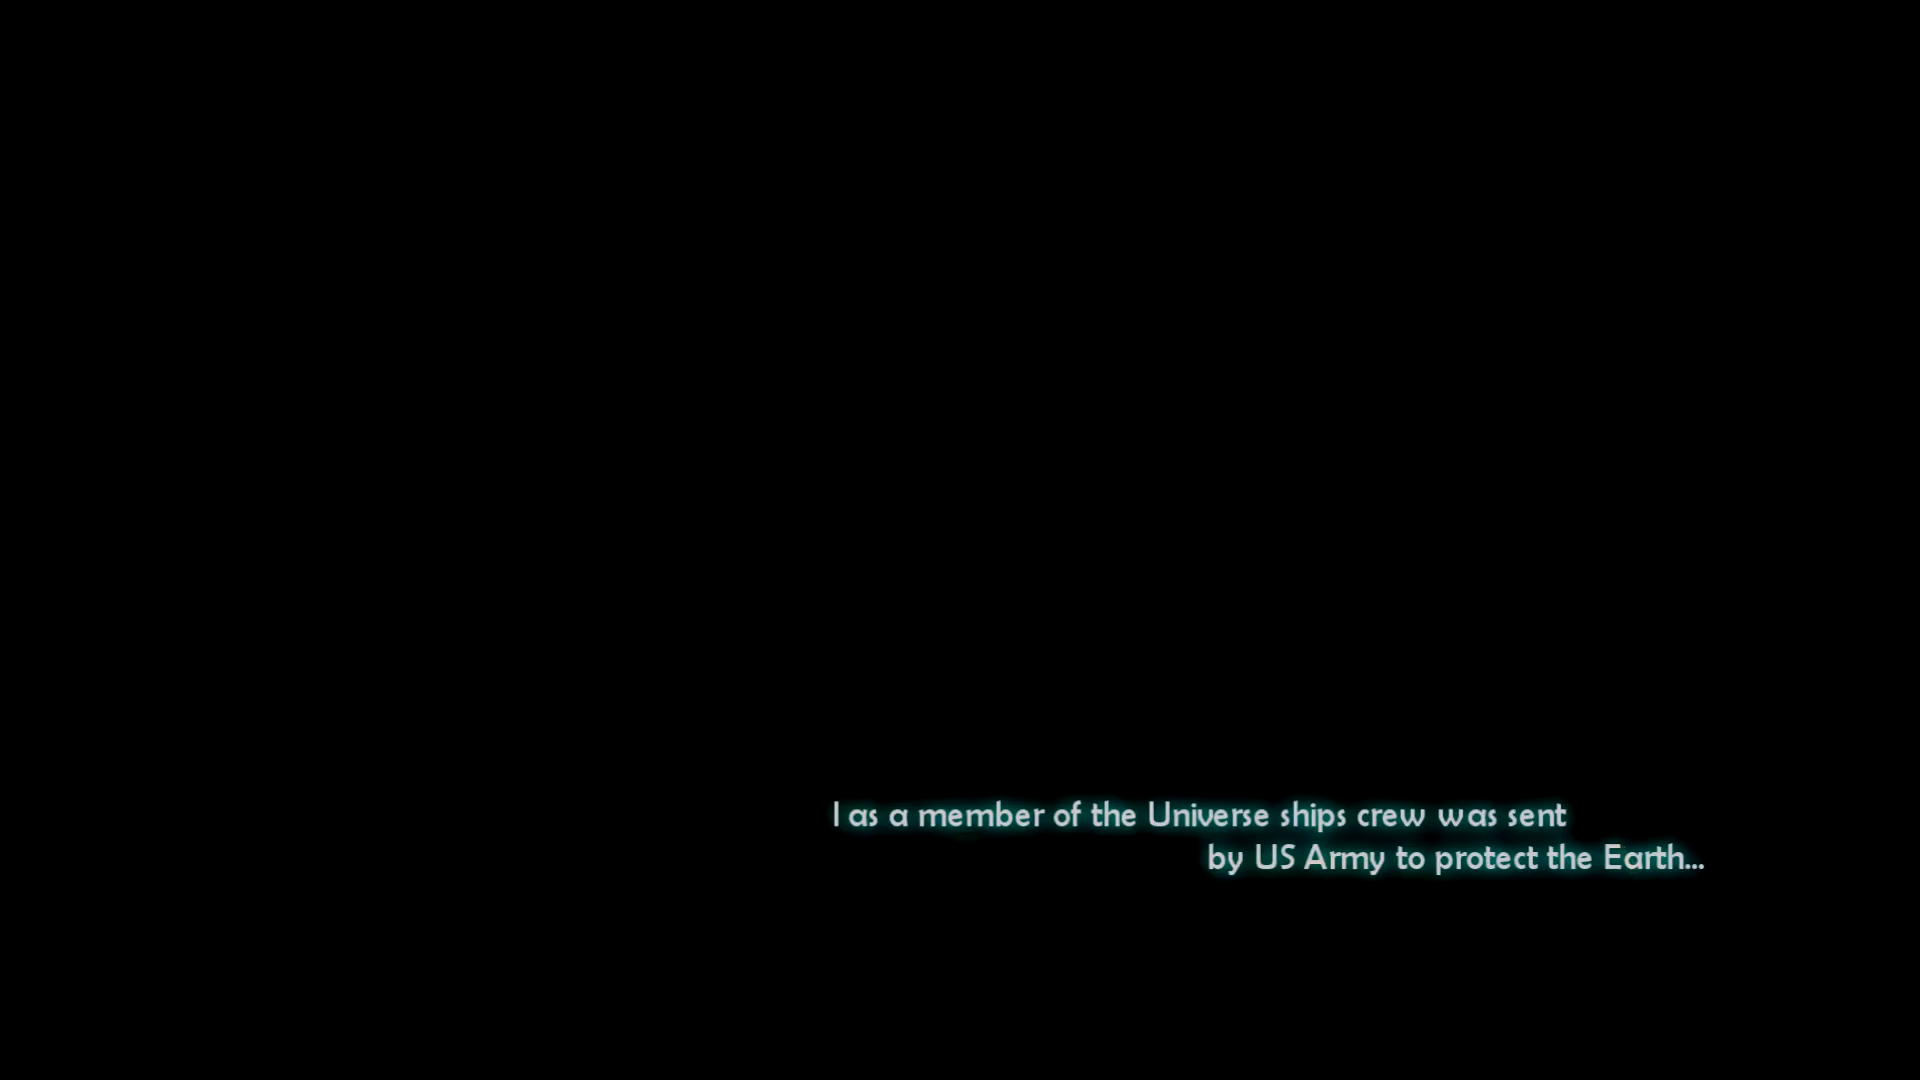 I as a member of the Universe ships crew was sent
by US Army to protect the Earth...